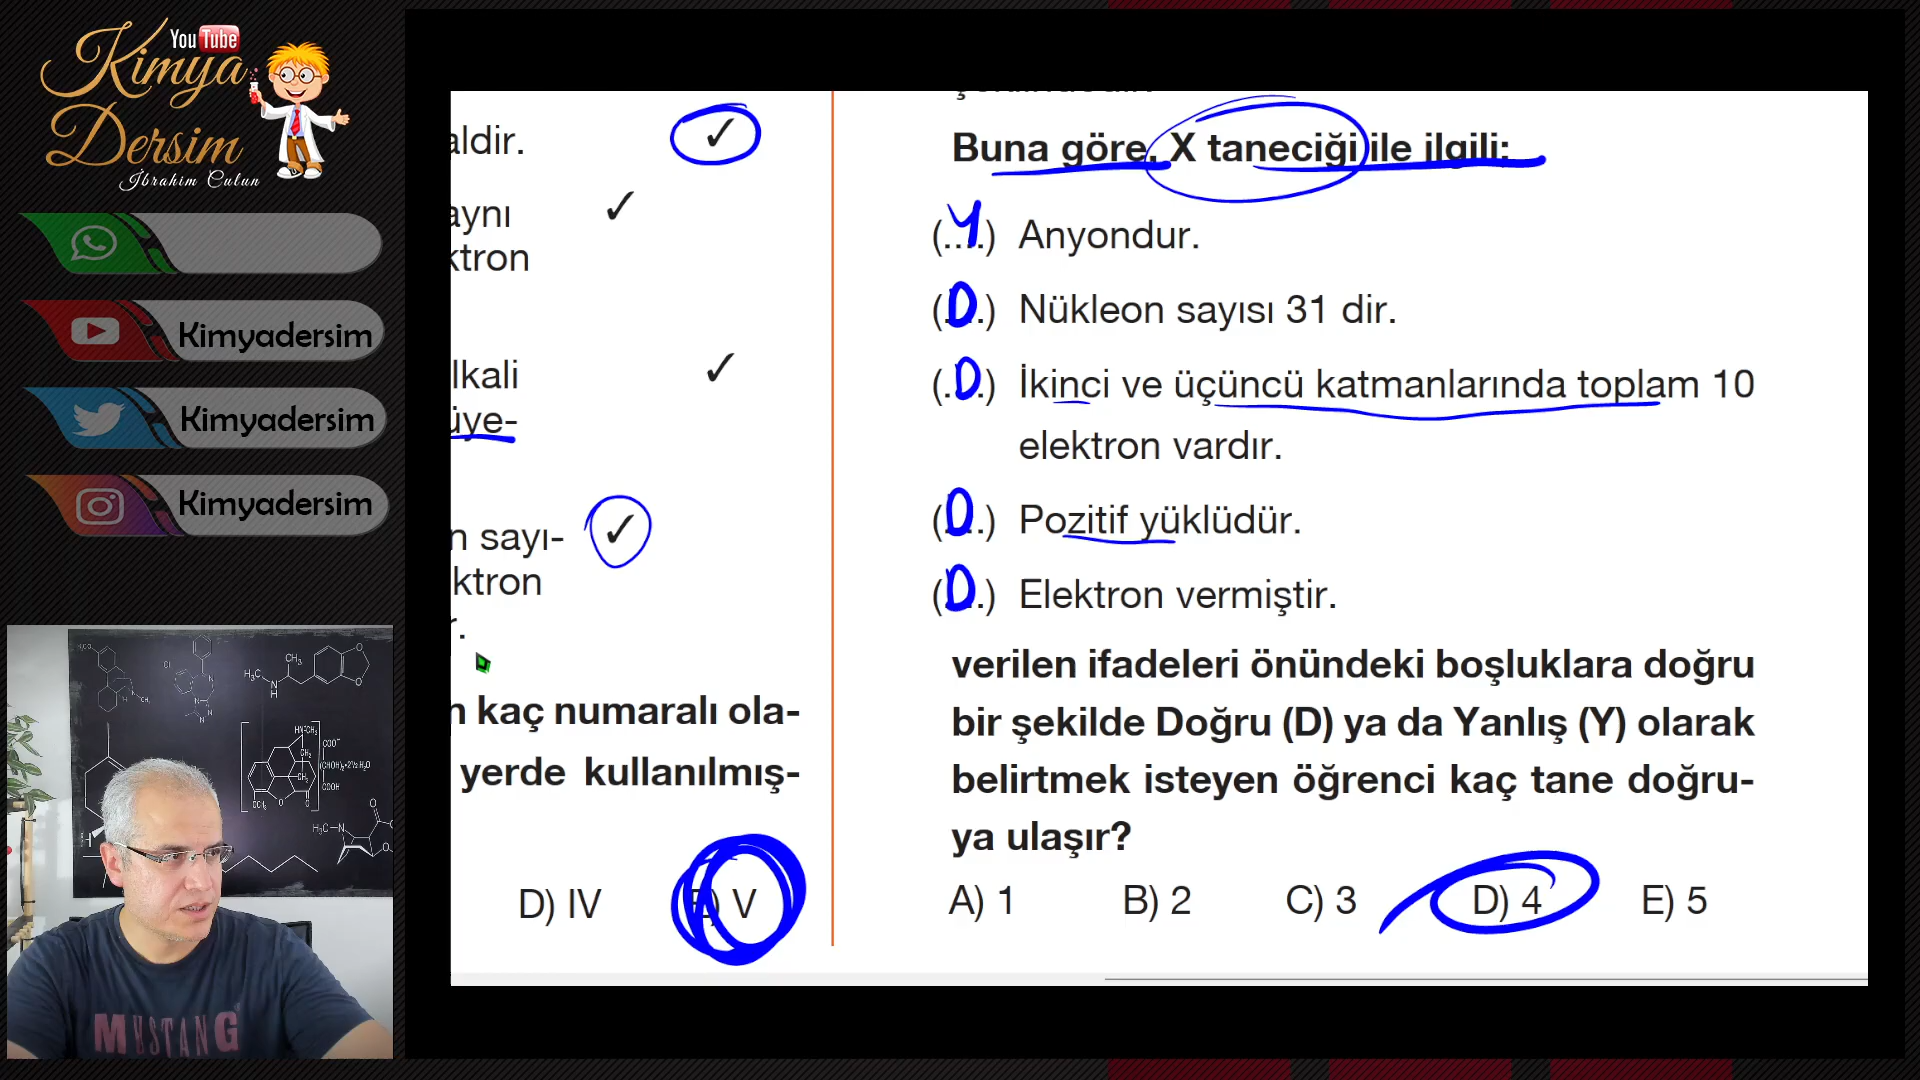 You Tube
Kimya
Dersim
İbrahim Culun
Kimyadersim
Kimyadersim
Kimyadersim
MUSTANG
aldir. ✓
aynı ✓
ktron
lkali ✓
üye-
n sayı- ✓
ktron
r.
n kaç numaralı ola-
yerde kullanılmış-
D) IV E) V
Buna göre, X taneciği ile ilgili;
(Y) Anyondur.
(D) Nükleon sayısı 31 dir.
(D) İkinci ve üçüncü katmanlarında toplam 10
elektron vardır.
(D) Pozitif yüklüdür.
(D) Elektron vermiştir.
verilen ifadeleri önündeki boşluklara doğru
bir şekilde Doğru (D) ya da Yanlış (Y) olarak
belirtmek isteyen öğrenci kaç tane doğru-
ya ulaşır?
A) 1 B) 2 C) 3 D) 4 E) 5